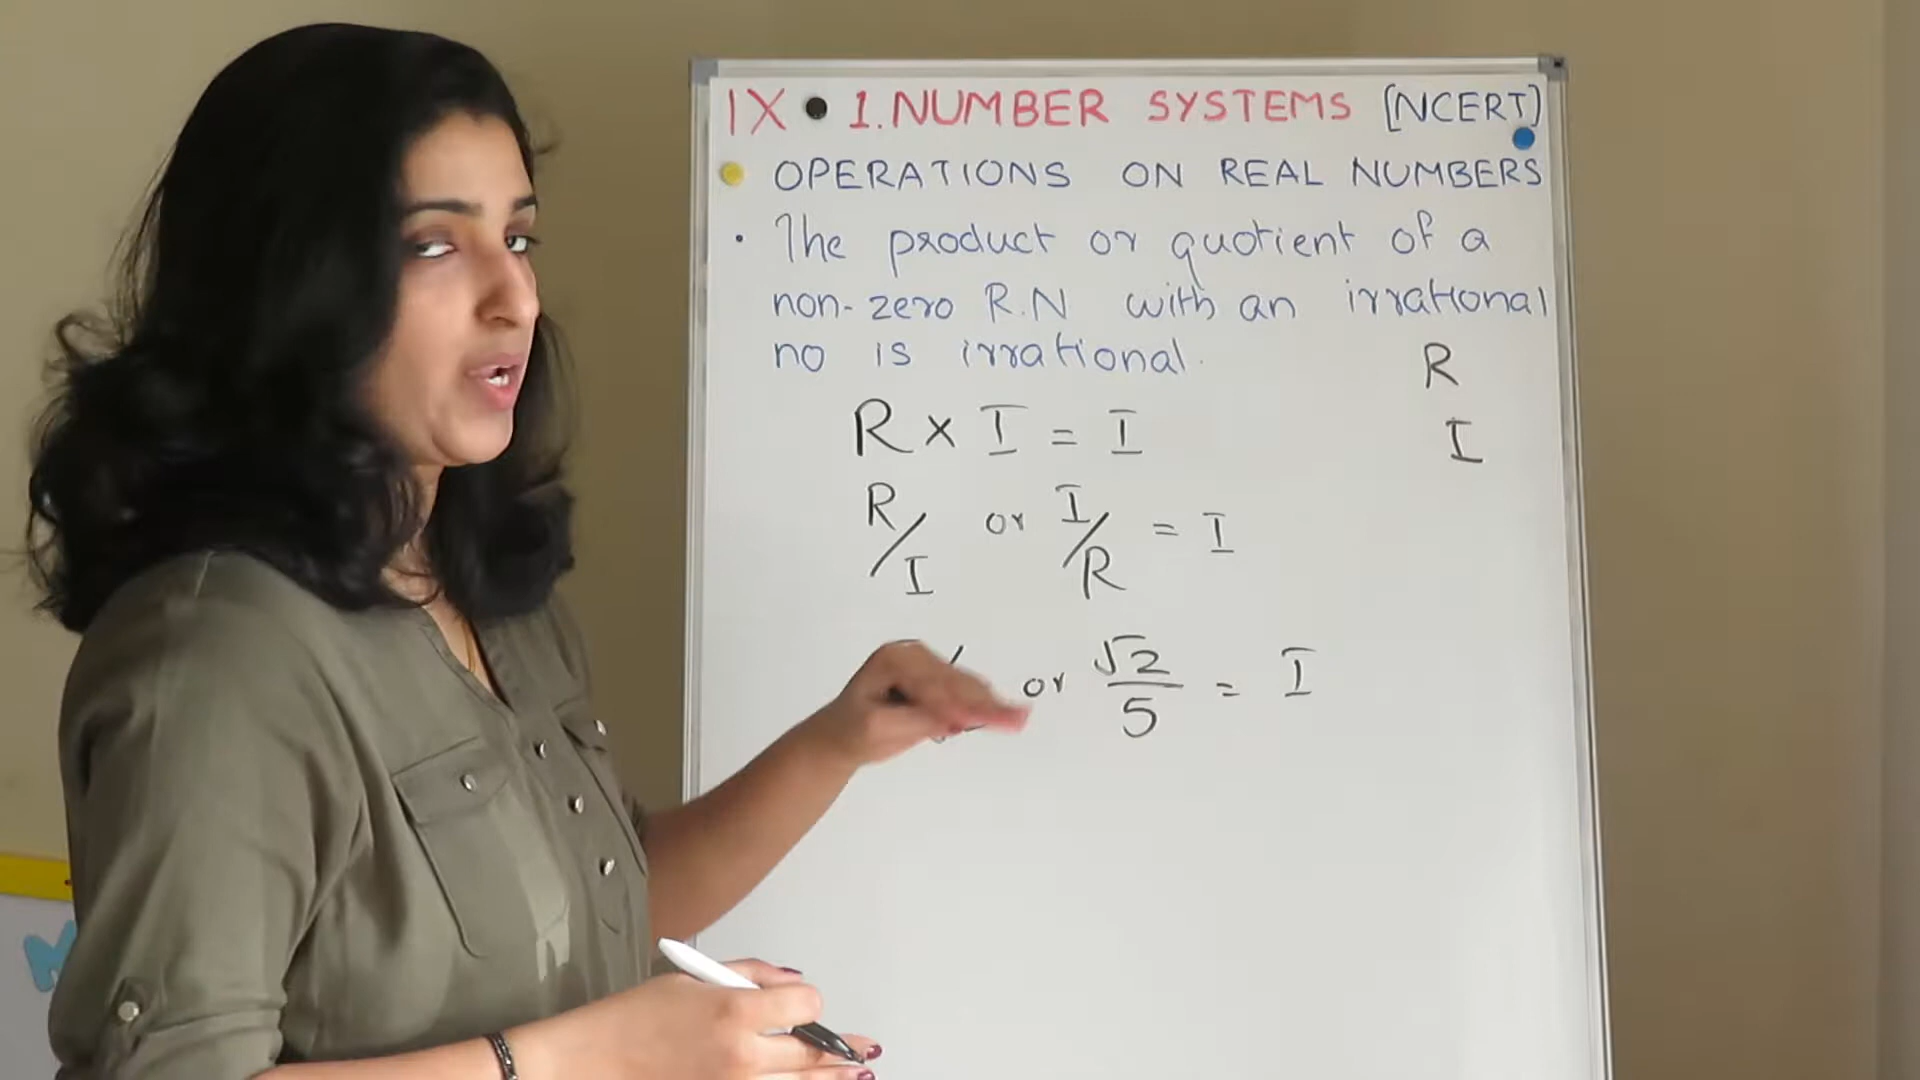 IX • 1. NUMBER SYSTEMS [NCERT]
OPERATIONS ON REAL NUMBERS
• The product or quotient of a
non-zero R.N with an irrational
no is irrational.
R
I
R × I = I
R/I or I/R = I
or √2/5 = I